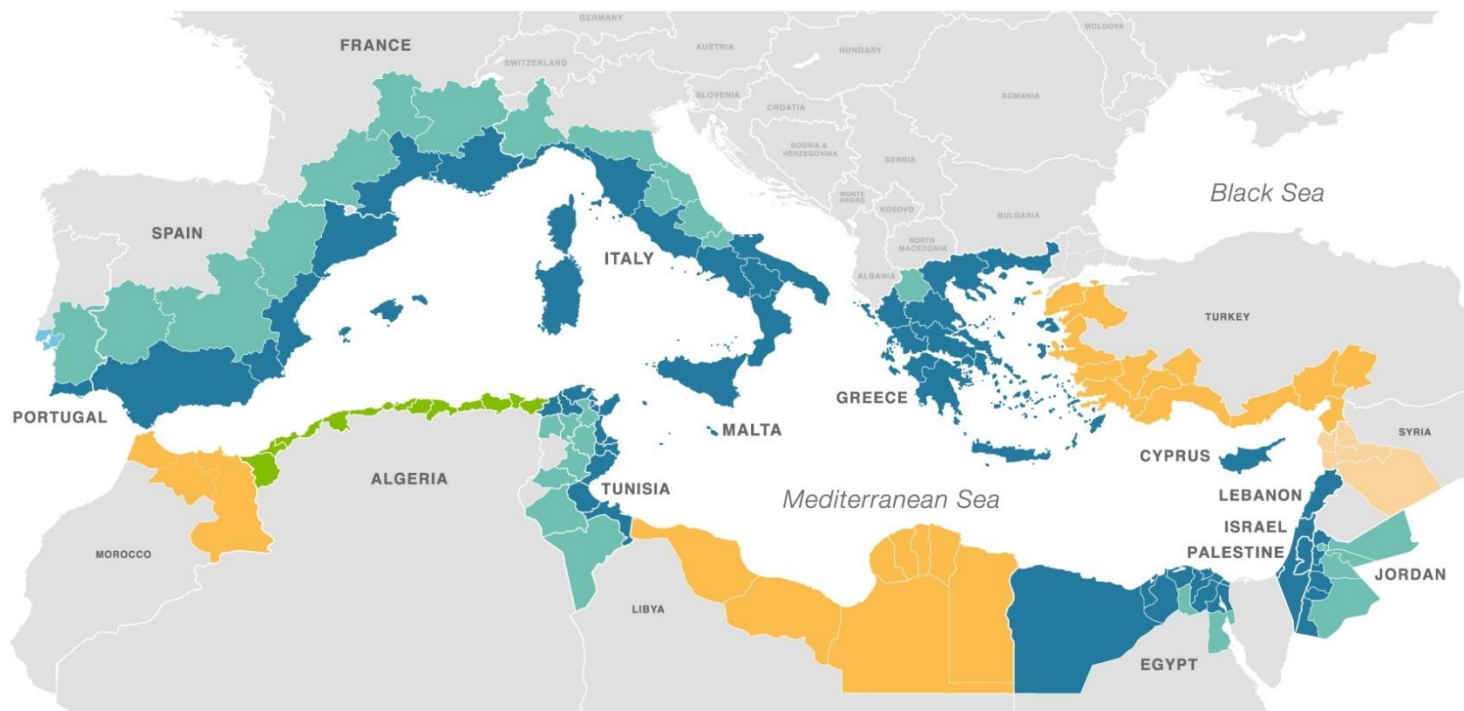 GERMANY
MOLDOVA
FRANCE
AUSTRIA
HUNGARY
SWITZERLAND
SLOVENIA
CROATIA
ROMANIA
BOSNIA &
HERZEGOVINA
SERBIA
Black Sea
MONTE
NEGRO
KOSOVO
BULGARIA
SPAIN
NORTH
MACEDONIA
ITALY
ALBANIA
TURKEY
GREECE
PORTUGAL
MALTA
SYRIA
CYPRUS
ALGERIA
TUNISIA
Mediterranean Sea
LEBANON
ISRAEL
PALESTINE
MOROCCO
JORDAN
LIBYA
EGYPT